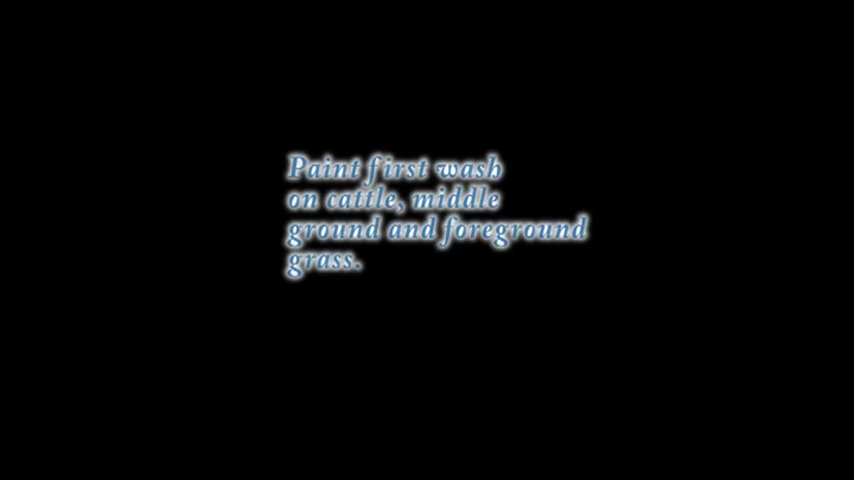 Paint first wash
on cattle, middle
ground and foreground
grass.